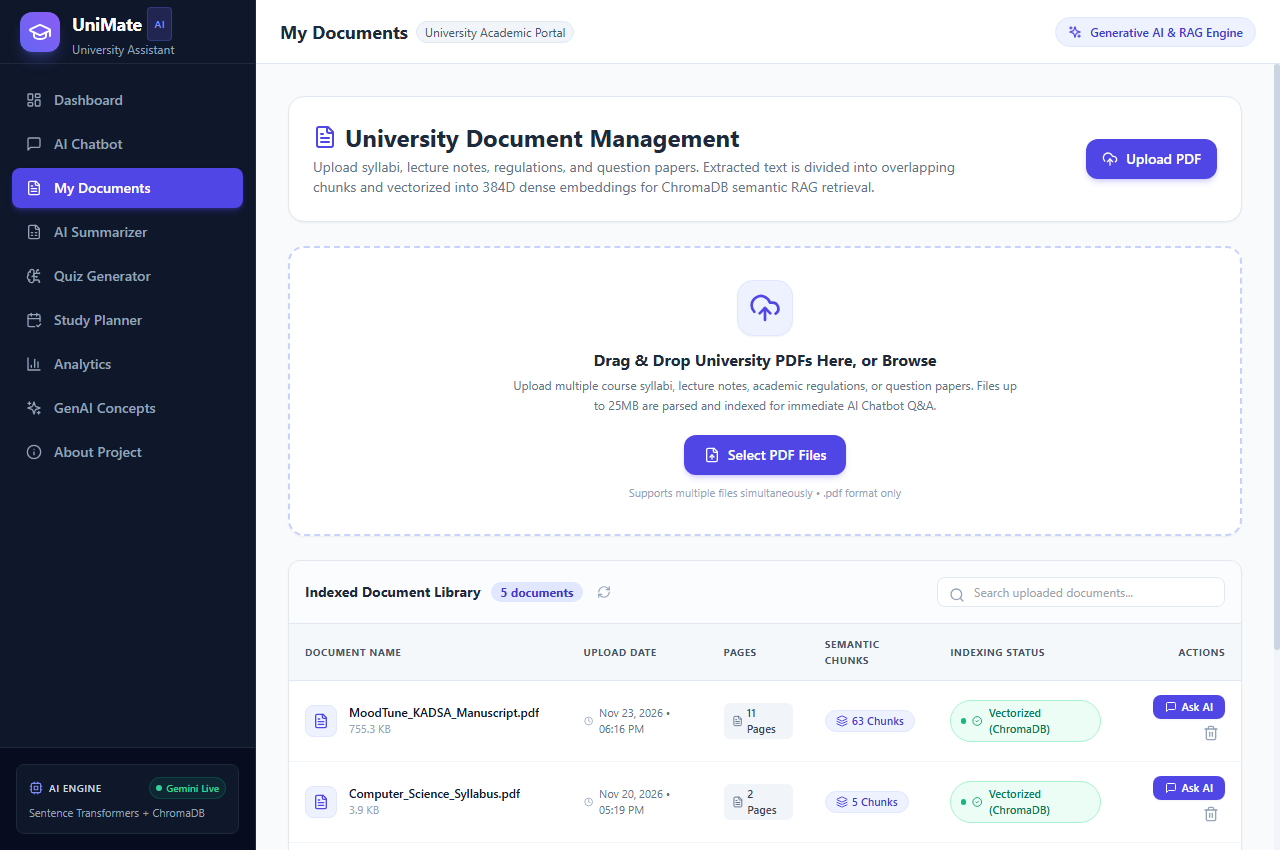 UniMate AI
University Assistant
Dashboard
AI Chatbot
My Documents
AI Summarizer
Quiz Generator
Study Planner
Analytics
GenAI Concepts
About Project
AI ENGINE
Gemini Live
Sentence Transformers + ChromaDB
My Documents
University Academic Portal
Generative AI & RAG Engine
University Document Management
Upload syllabi, lecture notes, regulations, and question papers. Extracted text is divided into overlapping
chunks and vectorized into 384D dense embeddings for ChromaDB semantic RAG retrieval.
Upload PDF
Drag & Drop University PDFs Here, or Browse
Upload multiple course syllabi, lecture notes, academic regulations, or question papers. Files up
to 25MB are parsed and indexed for immediate AI Chatbot Q&A.
Select PDF Files
Supports multiple files simultaneously • .pdf format only
Indexed Document Library
5 documents
Search uploaded documents...
DOCUMENT NAME
UPLOAD DATE
PAGES
SEMANTIC
CHUNKS
INDEXING STATUS
ACTIONS
MoodTune_KADSA_Manuscript.pdf
755.3 KB
Nov 23, 2026 •
06:16 PM
11
Pages
63 Chunks
Vectorized
(ChromaDB)
Ask AI
Computer_Science_Syllabus.pdf
3.9 KB
Nov 20, 2026 •
05:19 PM
2
Pages
5 Chunks
Vectorized
(ChromaDB)
Ask AI